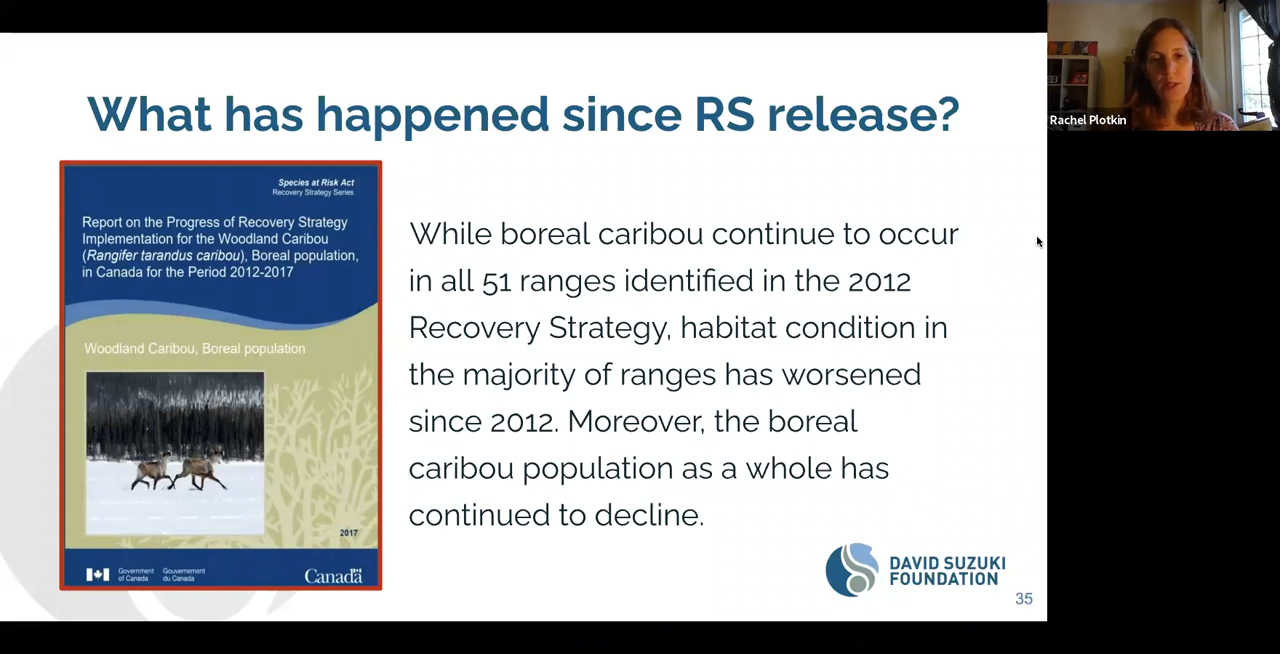 What has happened since RS release?
Species at Risk Act
Recovery Strategy Series
Report on the Progress of Recovery Strategy
Implementation for the Woodland Caribou
(Rangifer tarandus caribou), Boreal population,
in Canada for the Period 2012-2017
Woodland Caribou, Boreal population
2017
Government
of Canada
Gouvernement
du Canada
Canada
While boreal caribou continue to occur
in all 51 ranges identified in the 2012
Recovery Strategy, habitat condition in
the majority of ranges has worsened
since 2012. Moreover, the boreal
caribou population as a whole has
continued to decline.
DAVID SUZUKI
FOUNDATION
35
Rachel Plotkin